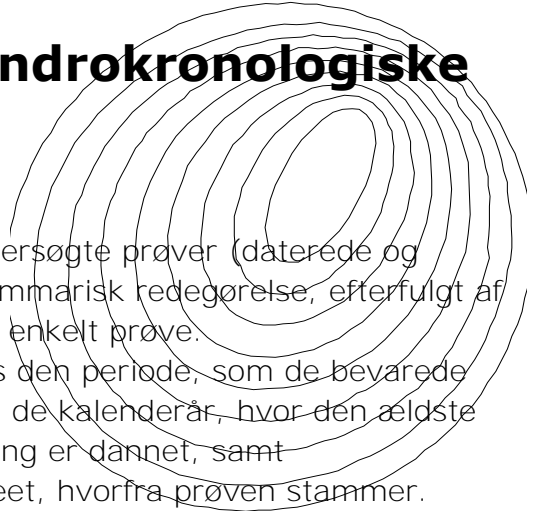 ndrokronologiske
ersøgte prøver (daterede og
mmarisk redegørelse, efterfulgt af
enkelt prøve.
s den periode, som de bevarede
de kalenderår, hvor den ældste
ng er dannet, samt
eet, hvorfra prøven stammer.